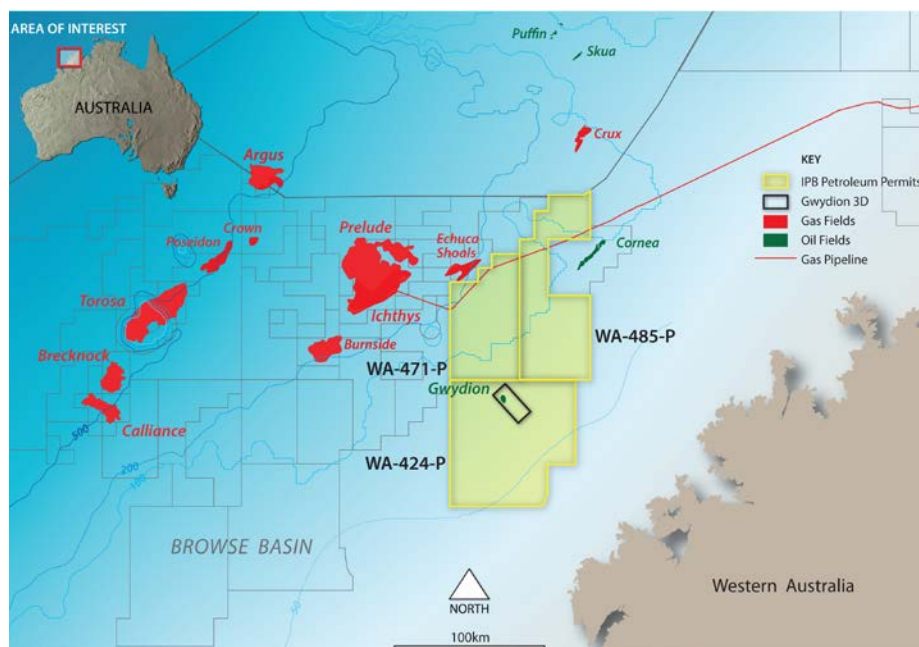 AREA OF INTEREST
AUSTRALIA
Puffin
Skua
Crux
Argus
KEY
IPB Petroleum Permits
Gwydion 3D
Gas Fields
Oil Fields
Gas Pipeline
Crown
Poseidon
Prelude
Echuca
Shoals
Cornea
Torosa
Ichthys
Burnside
WA-485-P
Brecknock
WA-471-P
Gwydion
Calliance
500
200
100
WA-424-P
BROWSE BASIN
50
NORTH
Western Australia
100km